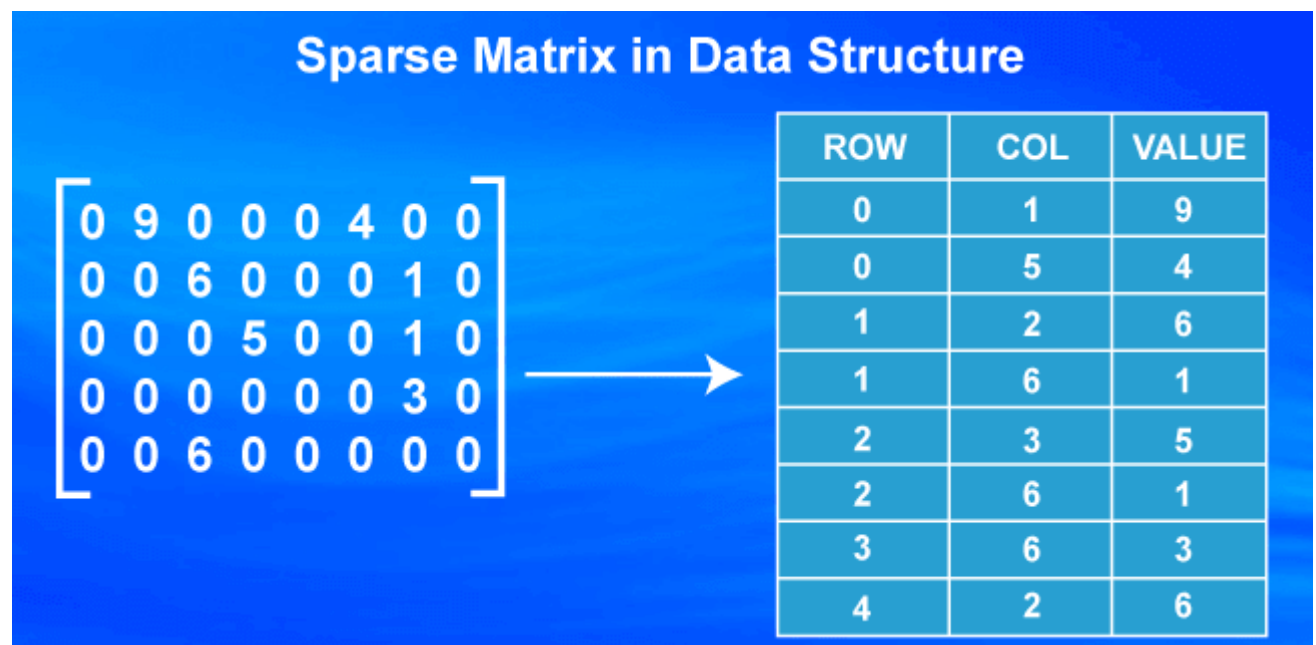 Sparse Matrix in Data Structure
0 9 0 0 0 4 0 0
0 0 6 0 0 0 1 0
0 0 0 5 0 0 1 0
0 0 0 0 0 0 3 0
0 0 6 0 0 0 0 0
ROW COL VALUE
0 1 9
0 5 4
1 2 6
1 6 1
2 3 5
2 6 1
3 6 3
4 2 6